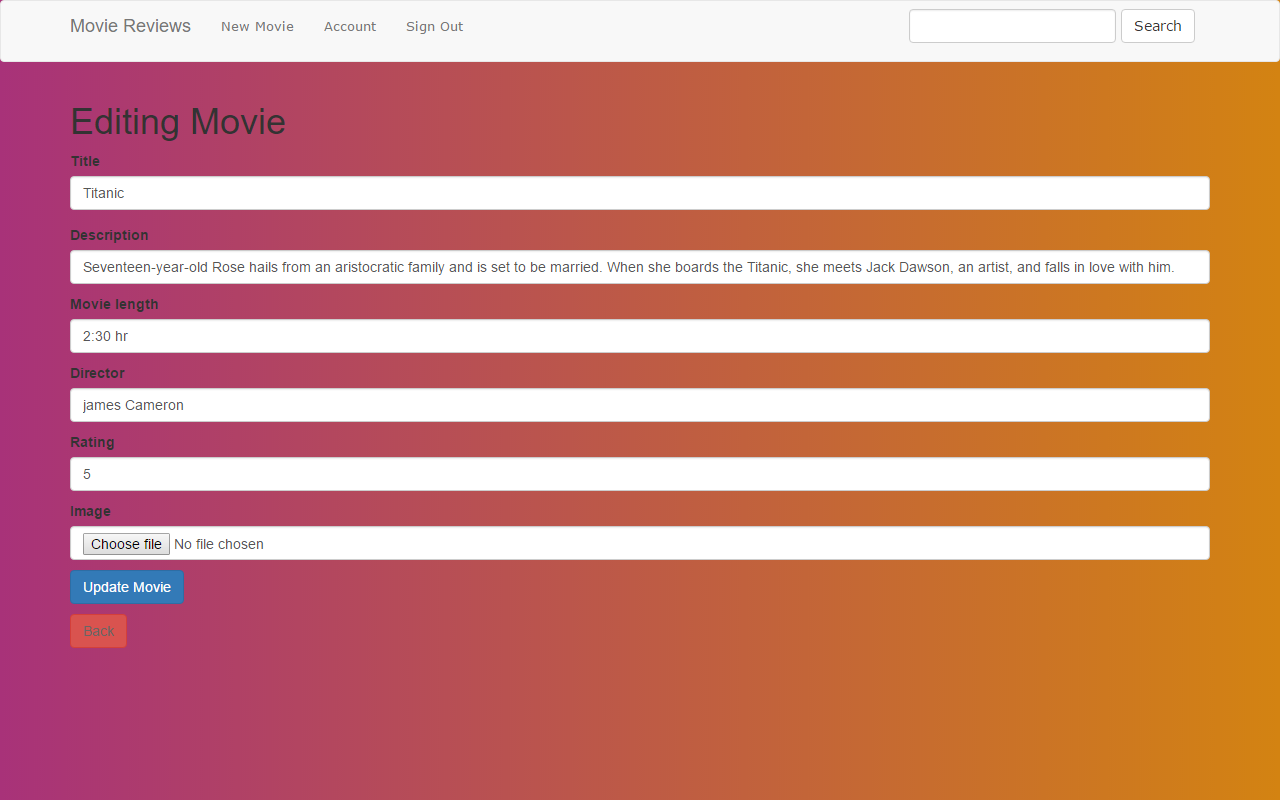 Movie Reviews New Movie Account Sign Out Search
Editing Movie
Title
Titanic
Description
Seventeen-year-old Rose hails from an aristocratic family and is set to be married. When she boards the Titanic, she meets Jack Dawson, an artist, and falls in love with him.
Movie length
2:30 hr
Director
james Cameron
Rating
5
Image
Choose file No file chosen
Update Movie
Back